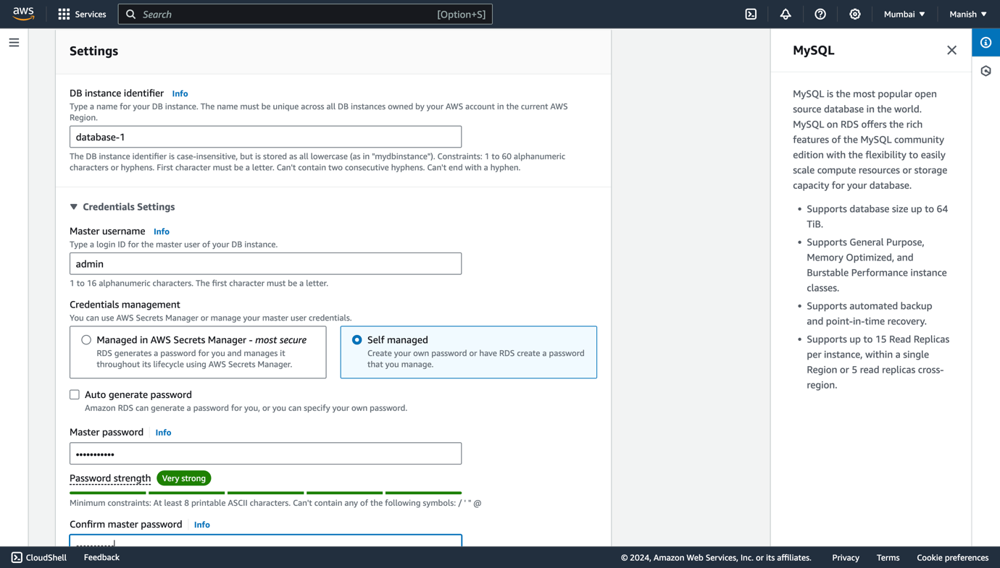 aws
Services
Search
[Option+S]
Mumbai ▼
Manish ▼
Settings
DB instance identifier Info
Type a name for your DB instance. The name must be unique across all DB instances owned by your AWS account in the current AWS
Region.
database-1
The DB instance identifier is case-insensitive, but is stored as all lowercase (as in "mydbinstance"). Constraints: 1 to 60 alphanumeric
characters or hyphens. First character must be a letter. Can't contain two consecutive hyphens. Can't end with a hyphen.
▼ Credentials Settings
Master username Info
Type a login ID for the master user of your DB instance.
admin
1 to 16 alphanumeric characters. The first character must be a letter.
Credentials management
You can use AWS Secrets Manager or manage your master user credentials.
Managed in AWS Secrets Manager - most secure
RDS generates a password for you and manages it
throughout its lifecycle using AWS Secrets Manager.
Self managed
Create your own password or have RDS create a password
that you manage.
Auto generate password
Amazon RDS can generate a password for you, or you can specify your own password.
Master password Info
•••••••••••
Password strength Very strong
Minimum constraints: At least 8 printable ASCII characters. Can't contain any of the following symbols: / ' " @
Confirm master password Info
MySQL
MySQL is the most popular open
source database in the world.
MySQL on RDS offers the rich
features of the MySQL community
edition with the flexibility to easily
scale compute resources or storage
capacity for your database.
• Supports database size up to 64
TiB.
• Supports General Purpose,
Memory Optimized, and
Burstable Performance instance
classes.
• Supports automated backup
and point-in-time recovery.
• Supports up to 15 Read Replicas
per instance, within a single
Region or 5 read replicas cross-
region.
CloudShell
Feedback
© 2024, Amazon Web Services, Inc. or its affiliates.
Privacy
Terms
Cookie preferences